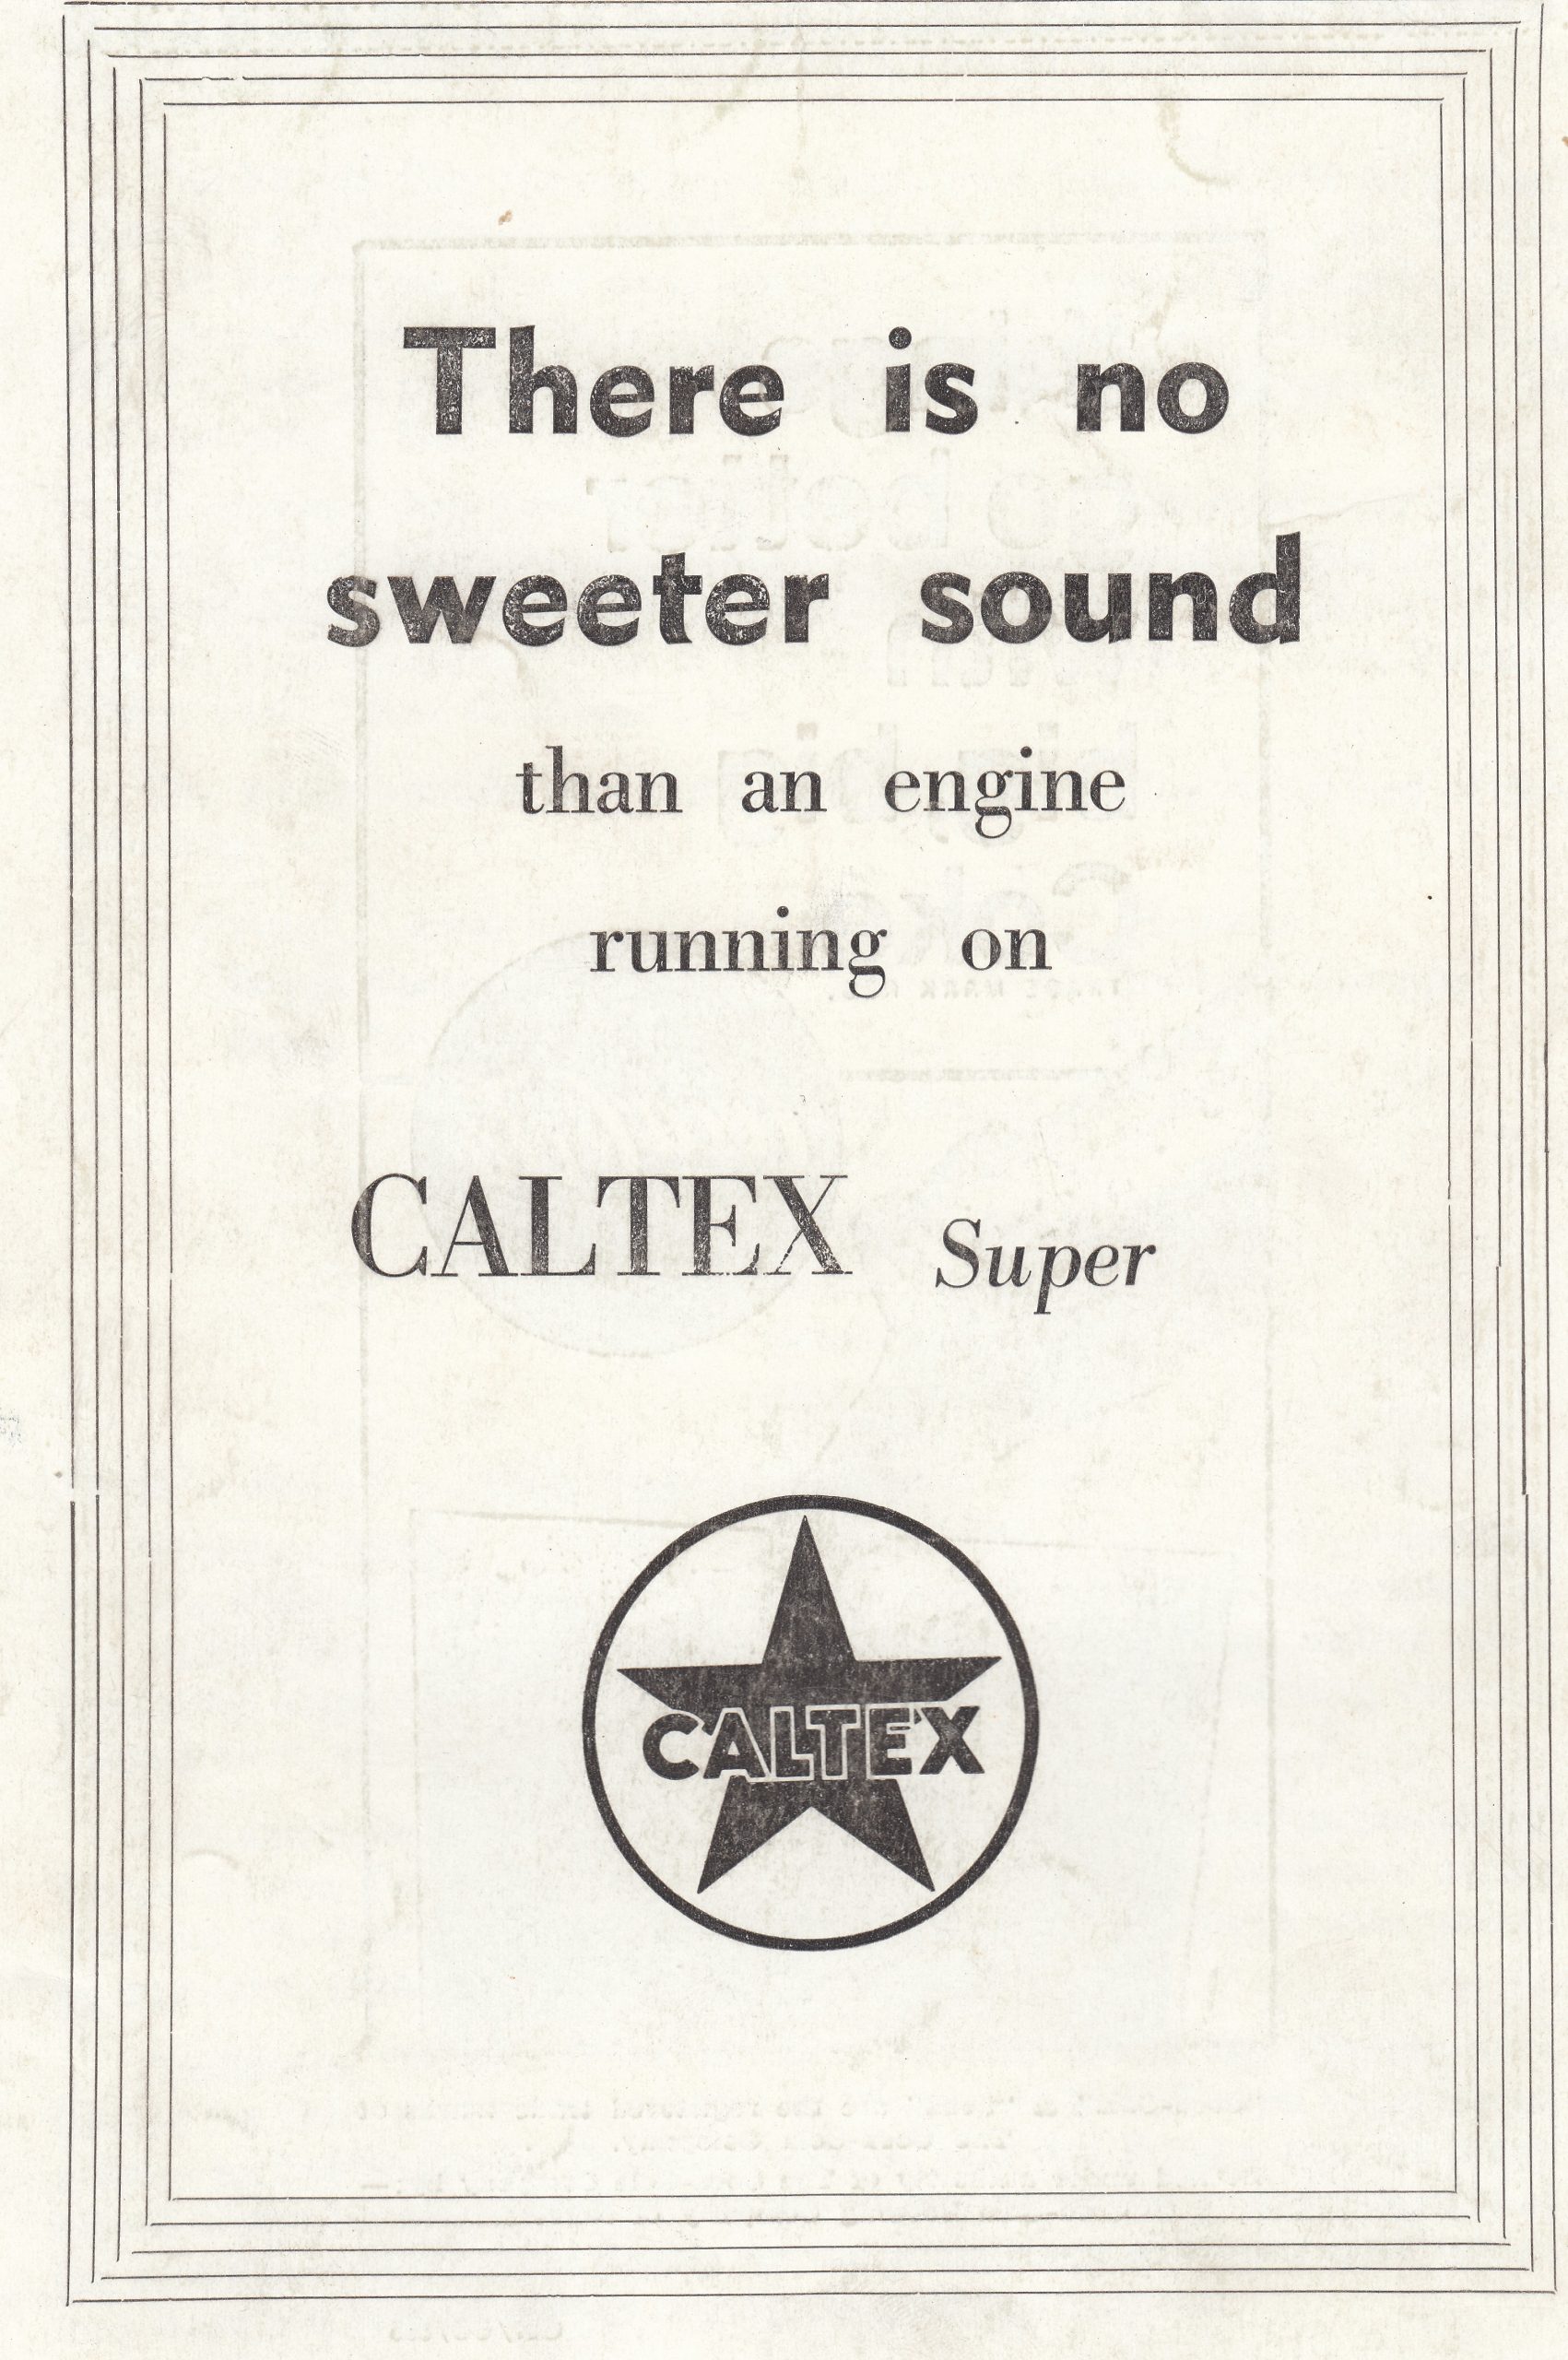 There is no
sweeter sound
than an engine
running on
CALTEX Super
CALTEX